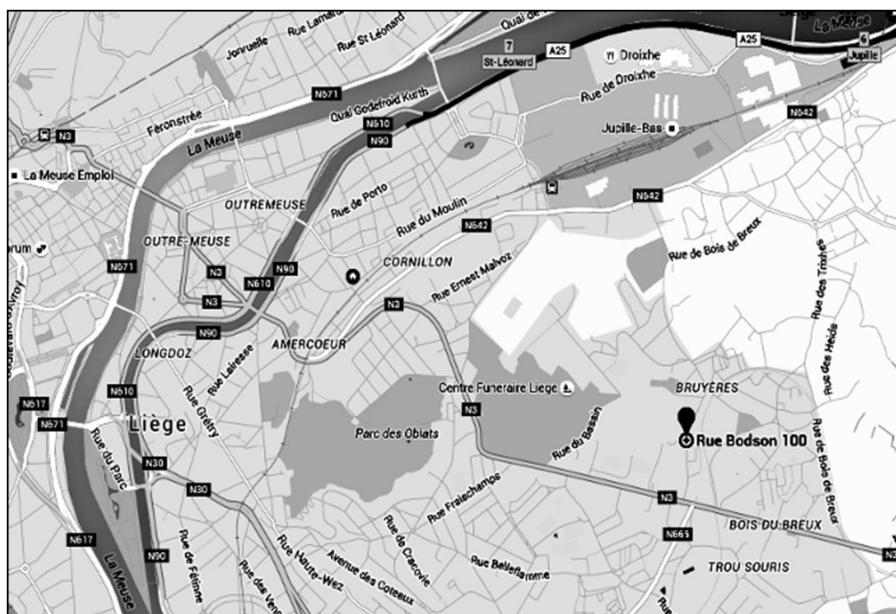 La Meuse
6
Jupille
A25
Quai de
Rue Lamarck
Rue St Léonard
Jonruelle
7
St-Léonard
A25
Droixhe
Rue de Droixhe
N671
Quai Godefroid Kurth
Féronstrée
N3
La Meuse
N610
N90
Jupille-Bas
N642
La Meuse Emploi
OUTREMEUSE
Rue de Porto
Rue du Moulin
N642
N642
OUTRE-MEUSE
Rue de Bois de Breux
orum
N671
N3
N610
N90
CORNILLON
Rue Ernest Malvoz
Rue des Trixhes
N3
N3
N90
AMERCOEUR
LONGDOZ
Rue Lairesse
Rue des Heids
N610
Rue Grétry
Centre Funeraire Liege
BRUYÈRES
N617
N3
N671
Liège
Rue du Parc
Parc des Oblats
Rue du Bassin
Rue Bodson 100
Rue de Bois de Breux
N30
N30
Rue Fraischamps
N3
N665
BOIS DU BREUX
N617
La Meuse
N90
Rue de Fétinne
Rue des Ven
Rue Haute-Wez
Avenue des Coteaux
Rue de Cracovie
Rue Belleflamme
TROU SOURIS
Rue